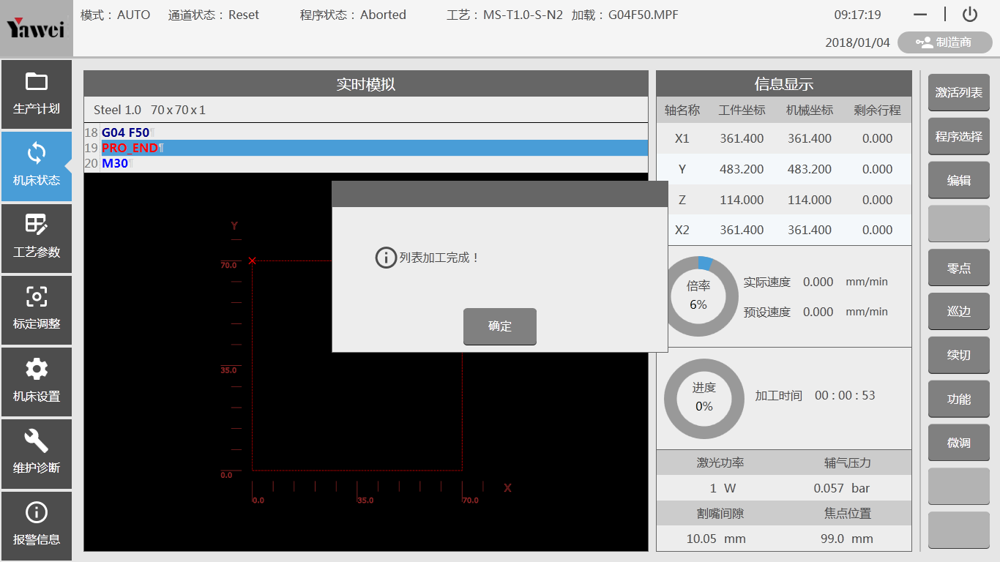 Yawei
模式： AUTO 通道状态： Reset 程序状态： Aborted 工艺： MS-T1.0-S-N2 加载： G04F50.MPF 09:17:19
2018/01/04 制造商
生产计划
机床状态
工艺参数
标定调整
机床设置
维护诊断
报警信息
实时模拟
Steel 1.0 70 x 70 x 1
18 G04 F50¶
19 PRO_END¶
20 M30¶
Y
70.0
35.0
0.0
0.0 35.0 70.0
X
列表加工完成！
确定
信息显示
轴名称 工件坐标 机械坐标 剩余行程
X1 361.400 361.400 0.000
Y 483.200 483.200 0.000
Z 114.000 114.000 0.000
X2 361.400 361.400 0.000
倍率
6%
实际速度 0.000 mm/min
预设速度 0.000 mm/min
进度
0%
加工时间 00 : 00 : 53
激光功率 辅气压力
1 W 0.057 bar
割嘴间隙 焦点位置
10.05 mm 99.0 mm
激活列表
程序选择
编辑
零点
巡边
续切
功能
微调